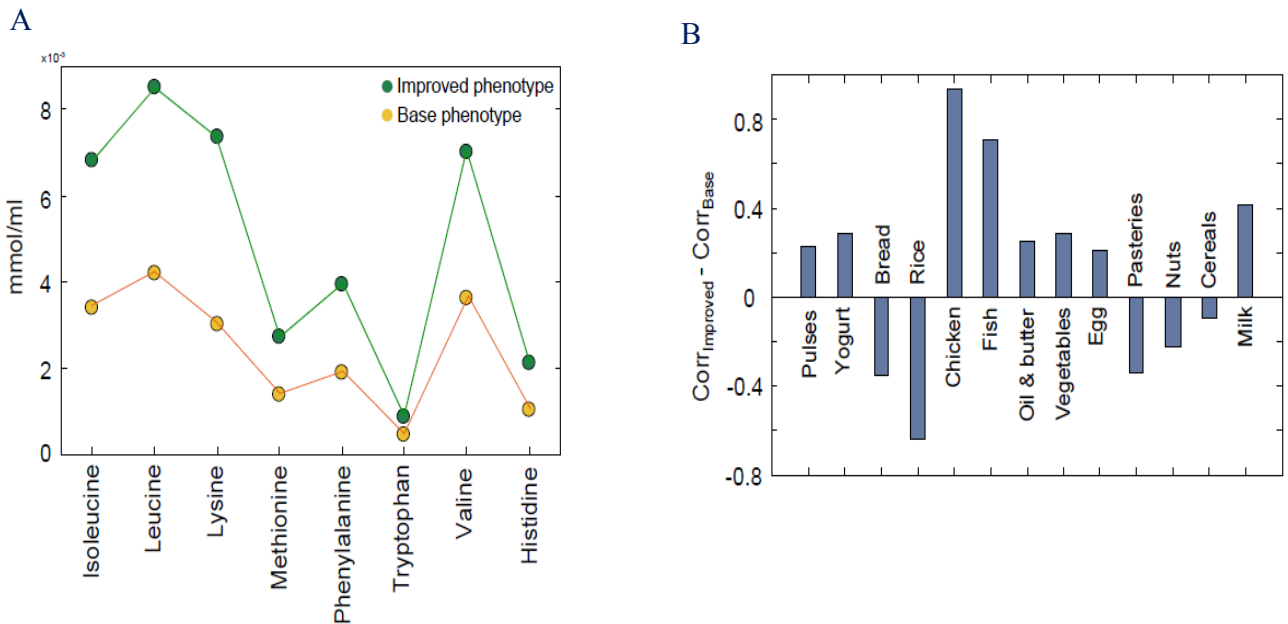 A
×10⁻³
8
6
4
2
0
mmol/ml
Improved phenotype
Base phenotype
Isoleucine
Leucine
Lysine
Methionine
Phenylalanine
Tryptophan
Valine
Histidine
B
0.8
0.4
0
-0.4
-0.8
Corr_Improved - Corr_Base
Pulses
Yogurt
Bread
Rice
Chicken
Fish
Oil & butter
Vegetables
Egg
Pasteries
Nuts
Cereals
Milk